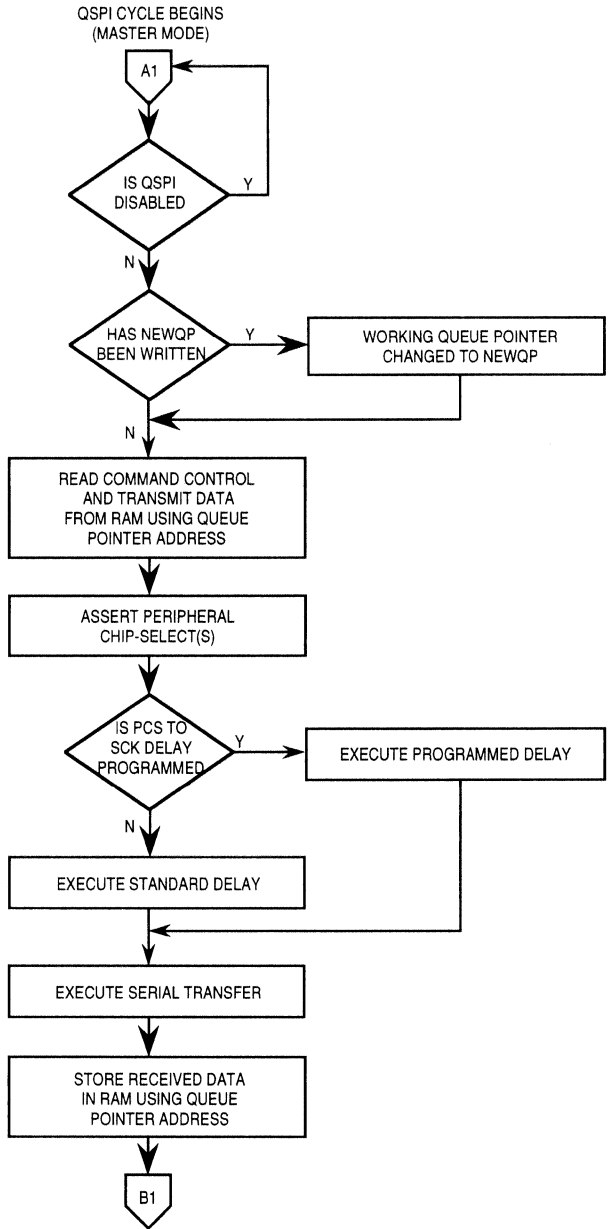 QSPI CYCLE BEGINS
(MASTER MODE)
A1
IS QSPI
DISABLED
Y
N
HAS NEWQP
BEEN WRITTEN
Y
WORKING QUEUE POINTER
CHANGED TO NEWQP
N
READ COMMAND CONTROL
AND TRANSMIT DATA
FROM RAM USING QUEUE
POINTER ADDRESS
ASSERT PERIPHERAL
CHIP-SELECT(S)
IS PCS TO
SCK DELAY
PROGRAMMED
Y
EXECUTE PROGRAMMED DELAY
N
EXECUTE STANDARD DELAY
EXECUTE SERIAL TRANSFER
STORE RECEIVED DATA
IN RAM USING QUEUE
POINTER ADDRESS
B1